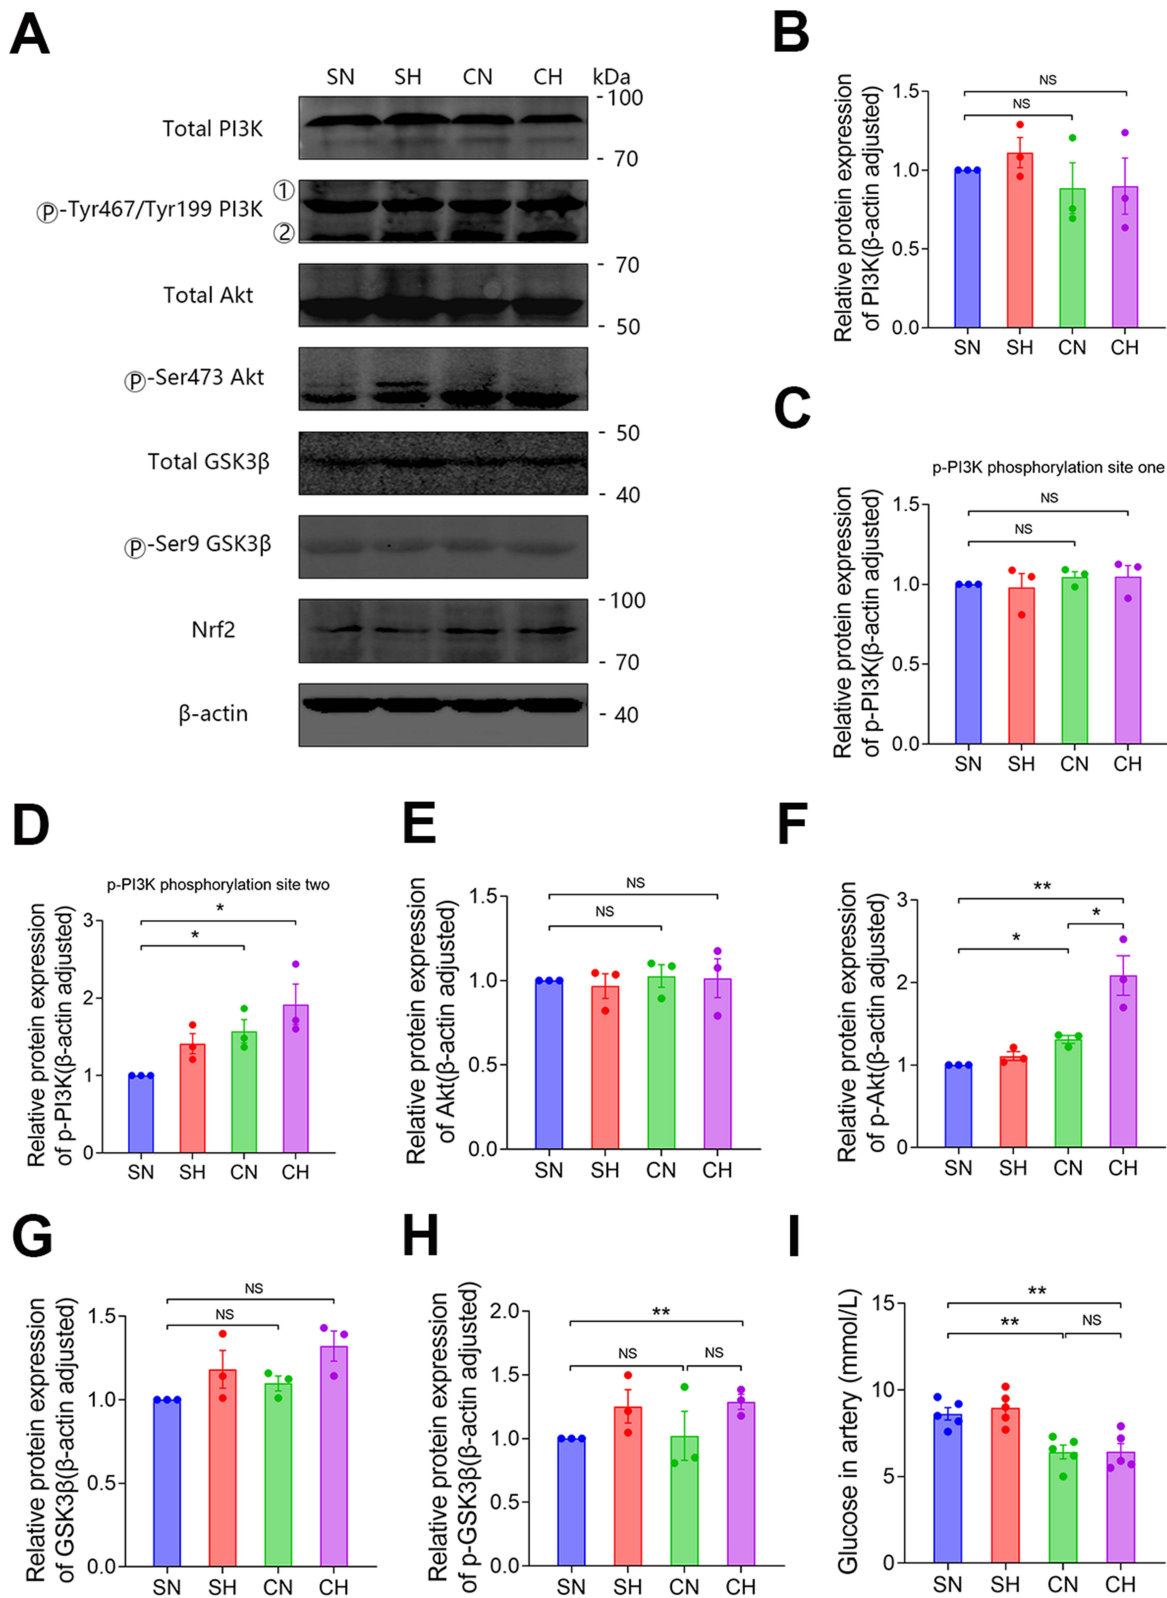 A
SN SH CN CH kDa
- 100
Total PI3K
- 70
①
Ⓟ-Tyr467/Tyr199 PI3K
②
- 70
Total Akt
- 50
Ⓟ-Ser473 Akt
- 50
Total GSK3β
- 40
Ⓟ-Ser9 GSK3β
- 100
Nrf2
- 70
β-actin
- 40
B
Relative protein expression
of PI3K(β-actin adjusted)
NS
NS
1.5
1.0
0.5
0.0
SN SH CN CH
C
p-PI3K phosphorylation site one
Relative protein expression
of p-PI3K(β-actin adjusted)
NS
NS
1.5
1.0
0.5
0.0
SN SH CN CH
D
p-PI3K phosphorylation site two
Relative protein expression
of p-PI3K(β-actin adjusted)
*
*
3
2
1
0
SN SH CN CH
E
Relative protein expression
of Akt(β-actin adjusted)
NS
NS
1.5
1.0
0.5
0.0
SN SH CN CH
F
Relative protein expression
of p-Akt(β-actin adjusted)
**
*
*
3
2
1
0
SN SH CN CH
G
Relative protein expression
of GSK3β(β-actin adjusted)
NS
NS
1.5
1.0
0.5
0.0
SN SH CN CH
H
Relative protein expression
of p-GSK3β(β-actin adjusted)
**
NS NS
2.0
1.5
1.0
0.5
0.0
SN SH CN CH
I
Glucose in artery (mmol/L)
**
** NS
15
10
5
0
SN SH CN CH